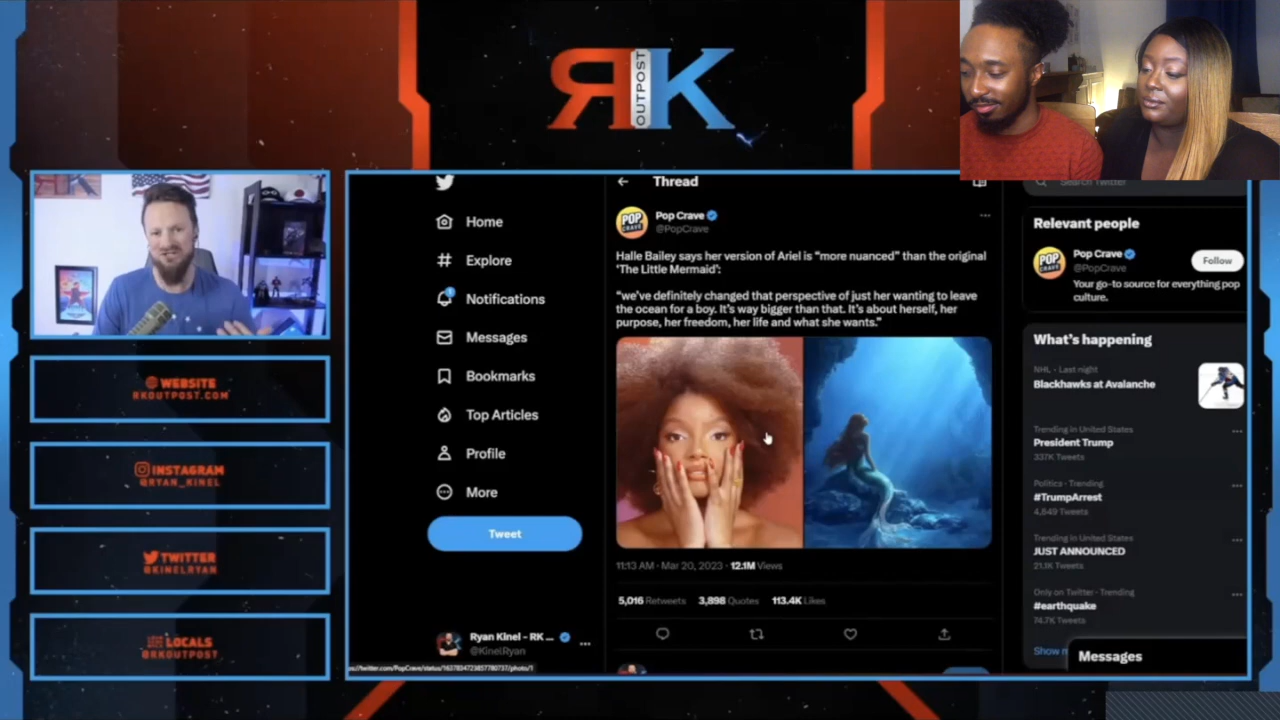 RK
OUTPOST
WEBSITE
RKOUTPOST.COM
INSTAGRAM
@RYAN_KINEL
TWITTER
@KINELRYAN
LOCALS
@RKOUTPOST
Home
Explore
Notifications
Messages
Bookmarks
Top Articles
Profile
More
Tweet
Ryan Kinel - RK ...
@KinelRyan
Thread
POP CRAVE
Pop Crave
@PopCrave
Halle Bailey says her version of Ariel is “more nuanced” than the original
‘The Little Mermaid’:
“we’ve definitely changed that perspective of just her wanting to leave
the ocean for a boy. It’s way bigger than that. It’s about herself, her
purpose, her freedom, her life and what she wants.”
11:13 AM · Mar 20, 2023 · 12.1M Views
5,016 Retweets 3,898 Quotes 113.4K Likes
Search Twitter
Relevant people
POP CRAVE
Pop Crave
@PopCrave
Follow
Your go-to source for everything pop
culture.
What’s happening
NHL · Last night
Blackhawks at Avalanche
Trending in United States
President Trump
337K Tweets
Politics · Trending
#TrumpArrest
4,649 Tweets
Trending in United States
JUST ANNOUNCED
21.1K Tweets
Only on Twitter · Trending
#earthquake
74.7K Tweets
Messages